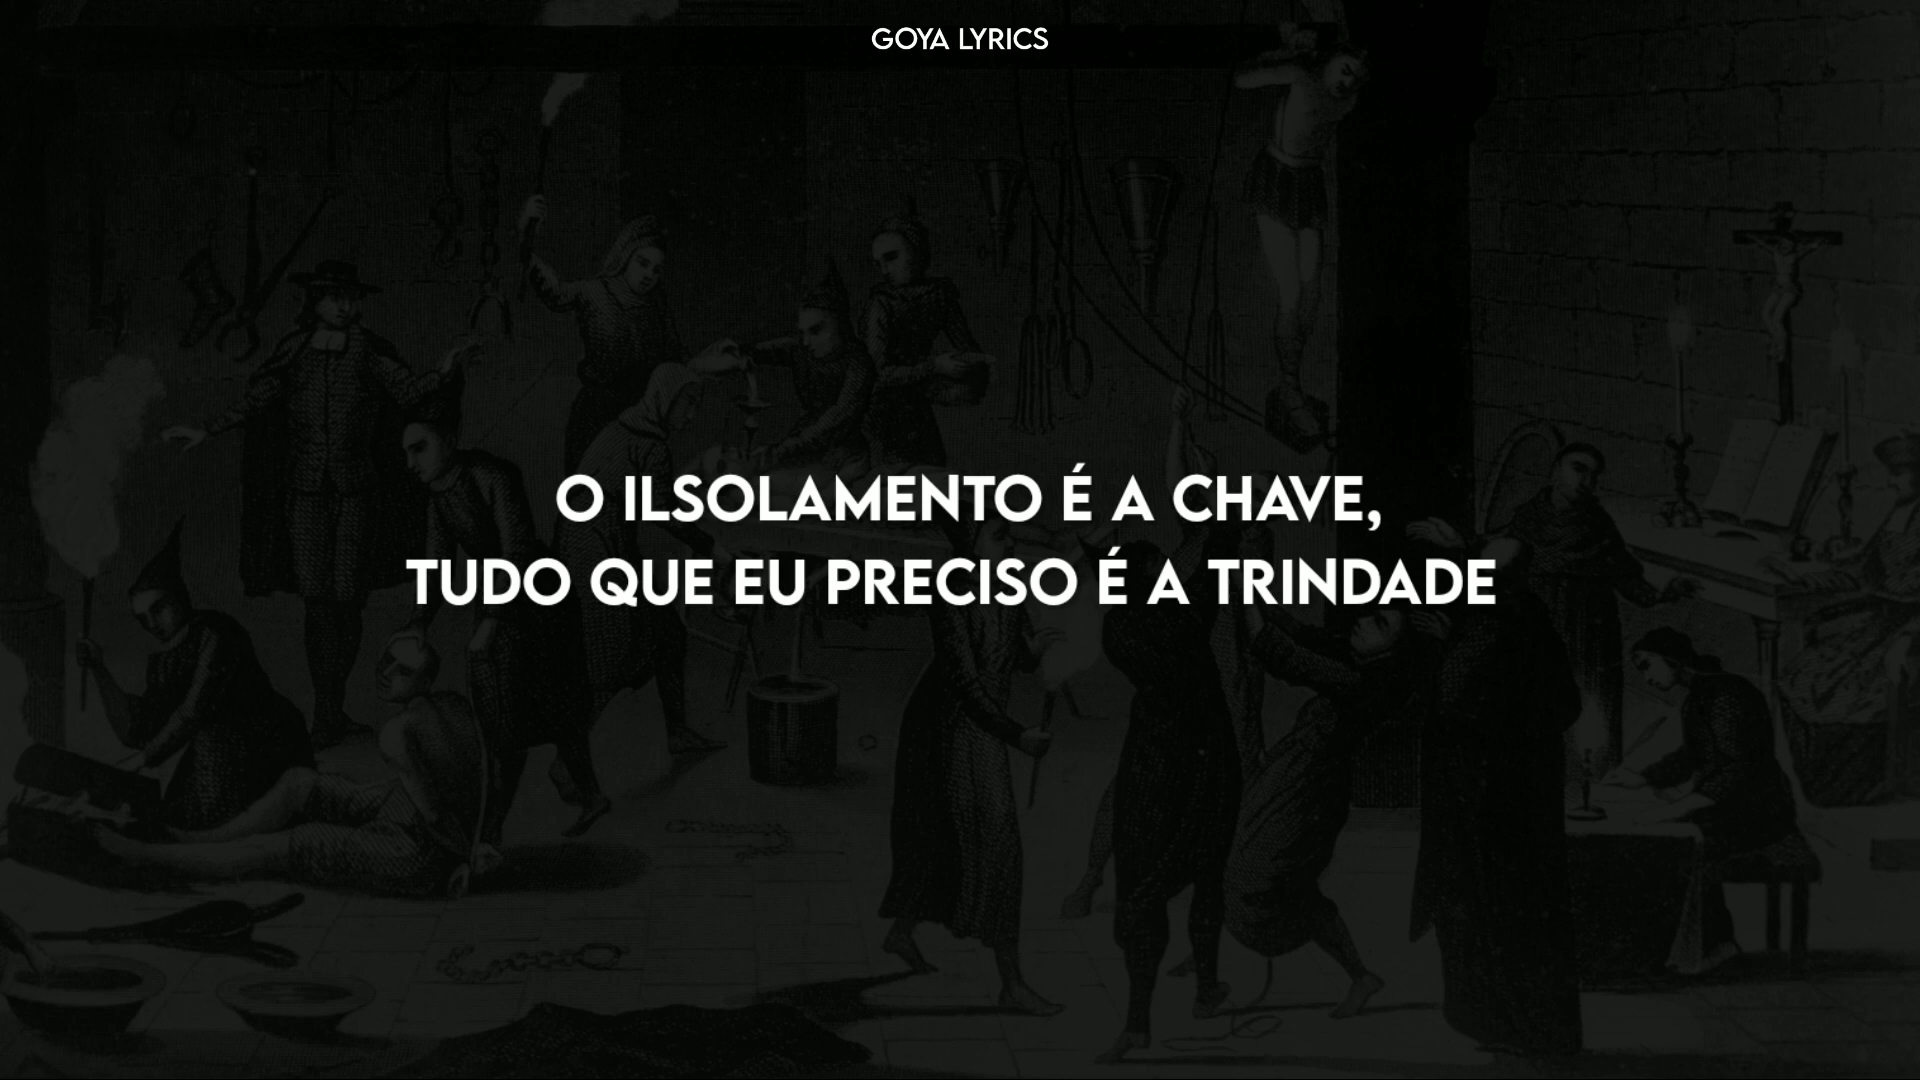 GOYA LYRICS
O ILSOLAMENTO É A CHAVE,
TUDO QUE EU PRECISO É A TRINDADE